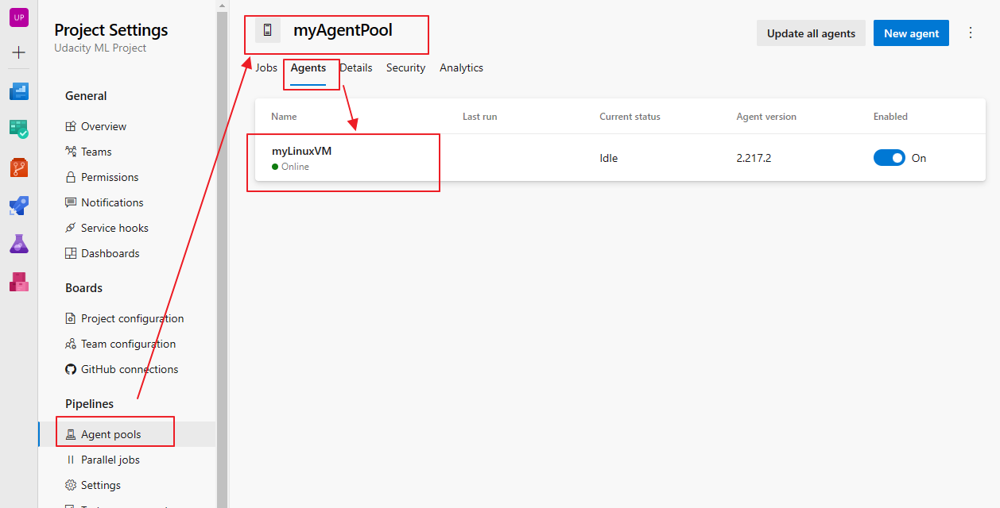 UP
Project Settings
Udacity ML Project
General
Overview
Teams
Permissions
Notifications
Service hooks
Dashboards
Boards
Project configuration
Team configuration
GitHub connections
Pipelines
Agent pools
Parallel jobs
Settings
myAgentPool
Update all agents
New agent
Jobs Agents Details Security Analytics
Name Last run Current status Agent version Enabled
myLinuxVM
Online
Idle 2.217.2 On